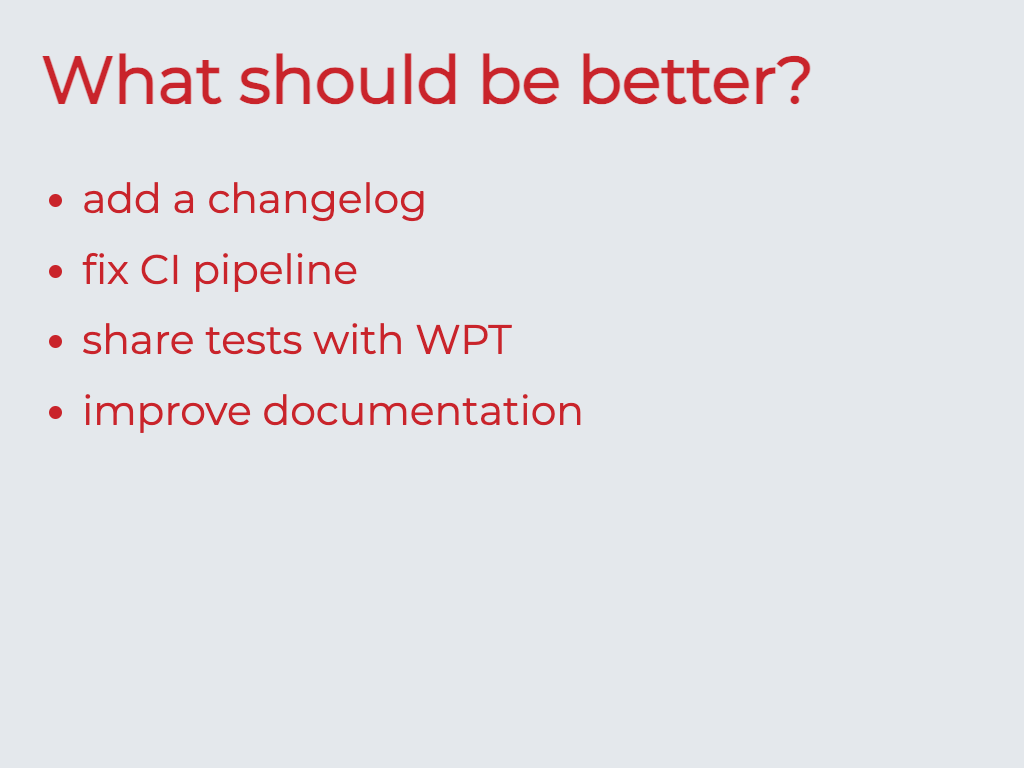 What should be better?
• add a changelog
• fix CI pipeline
• share tests with WPT
• improve documentation